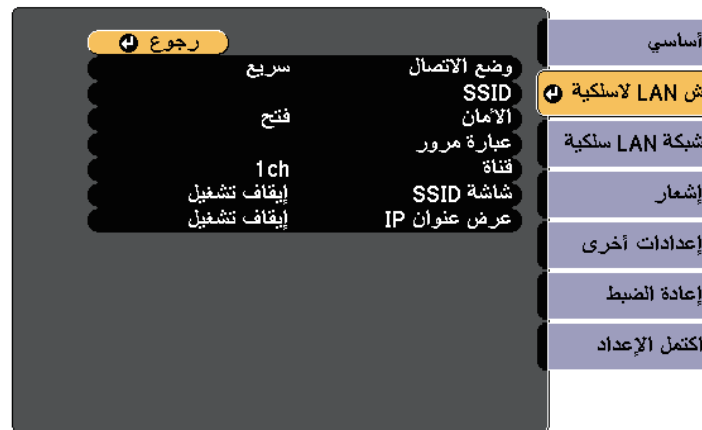 أساسي
ش LAN لاسلكية
شبكة LAN سلكية
إشعار
إعدادات أخرى
إعادة الضبط
اكتمل الإعداد
رجوع
وضع الاتصال سريع
SSID
الأمان فتح
عبارة مرور
قناة 1ch
شاشة SSID إيقاف تشغيل
عرض عنوان IP إيقاف تشغيل